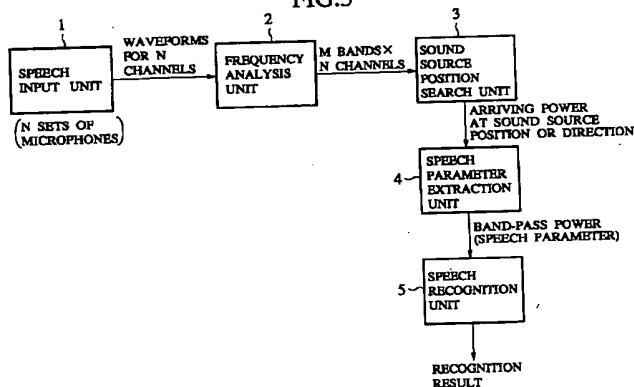 FIG.3
1
SPEECH
INPUT UNIT
(N SETS OF
MICROPHONES)
WAVEFORMS
FOR N
CHANNELS
2
FREQUENCY
ANALYSIS
UNIT
M BANDS×
N CHANNELS
3
SOUND
SOURCE
POSITION
SEARCH UNIT
ARRIVING POWER
AT SOUND SOURCE
POSITION OR DIRECTION
4
SPEECH
PARAMETER
EXTRACTION
UNIT
BAND-PASS POWER
(SPEECH PARAMETER)
5
SPEECH
RECOGNITION
UNIT
RECOGNITION
RESULT